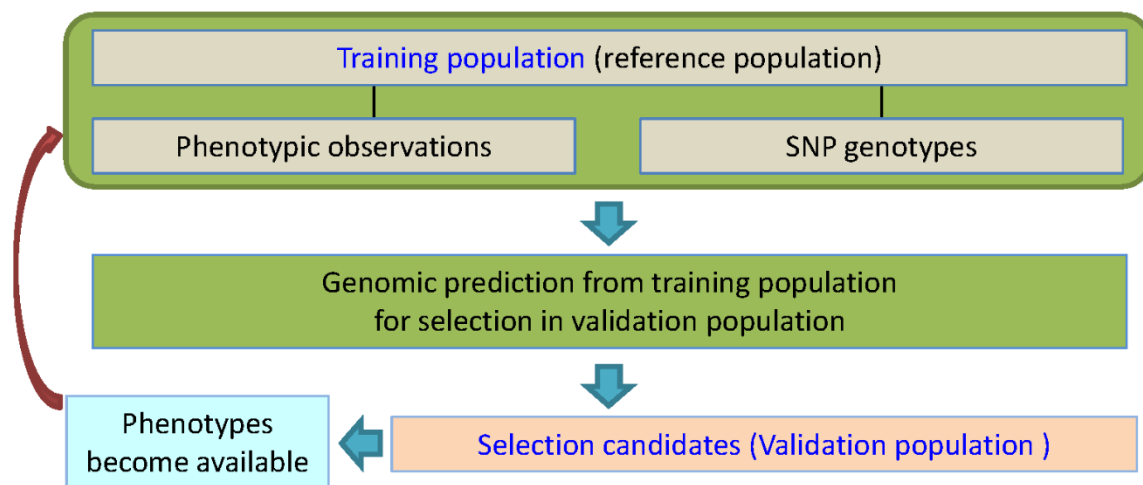 Training population (reference population)
Phenotypic observations
SNP genotypes
Genomic prediction from training population
for selection in validation population
Phenotypes
become available
Selection candidates (Validation population )